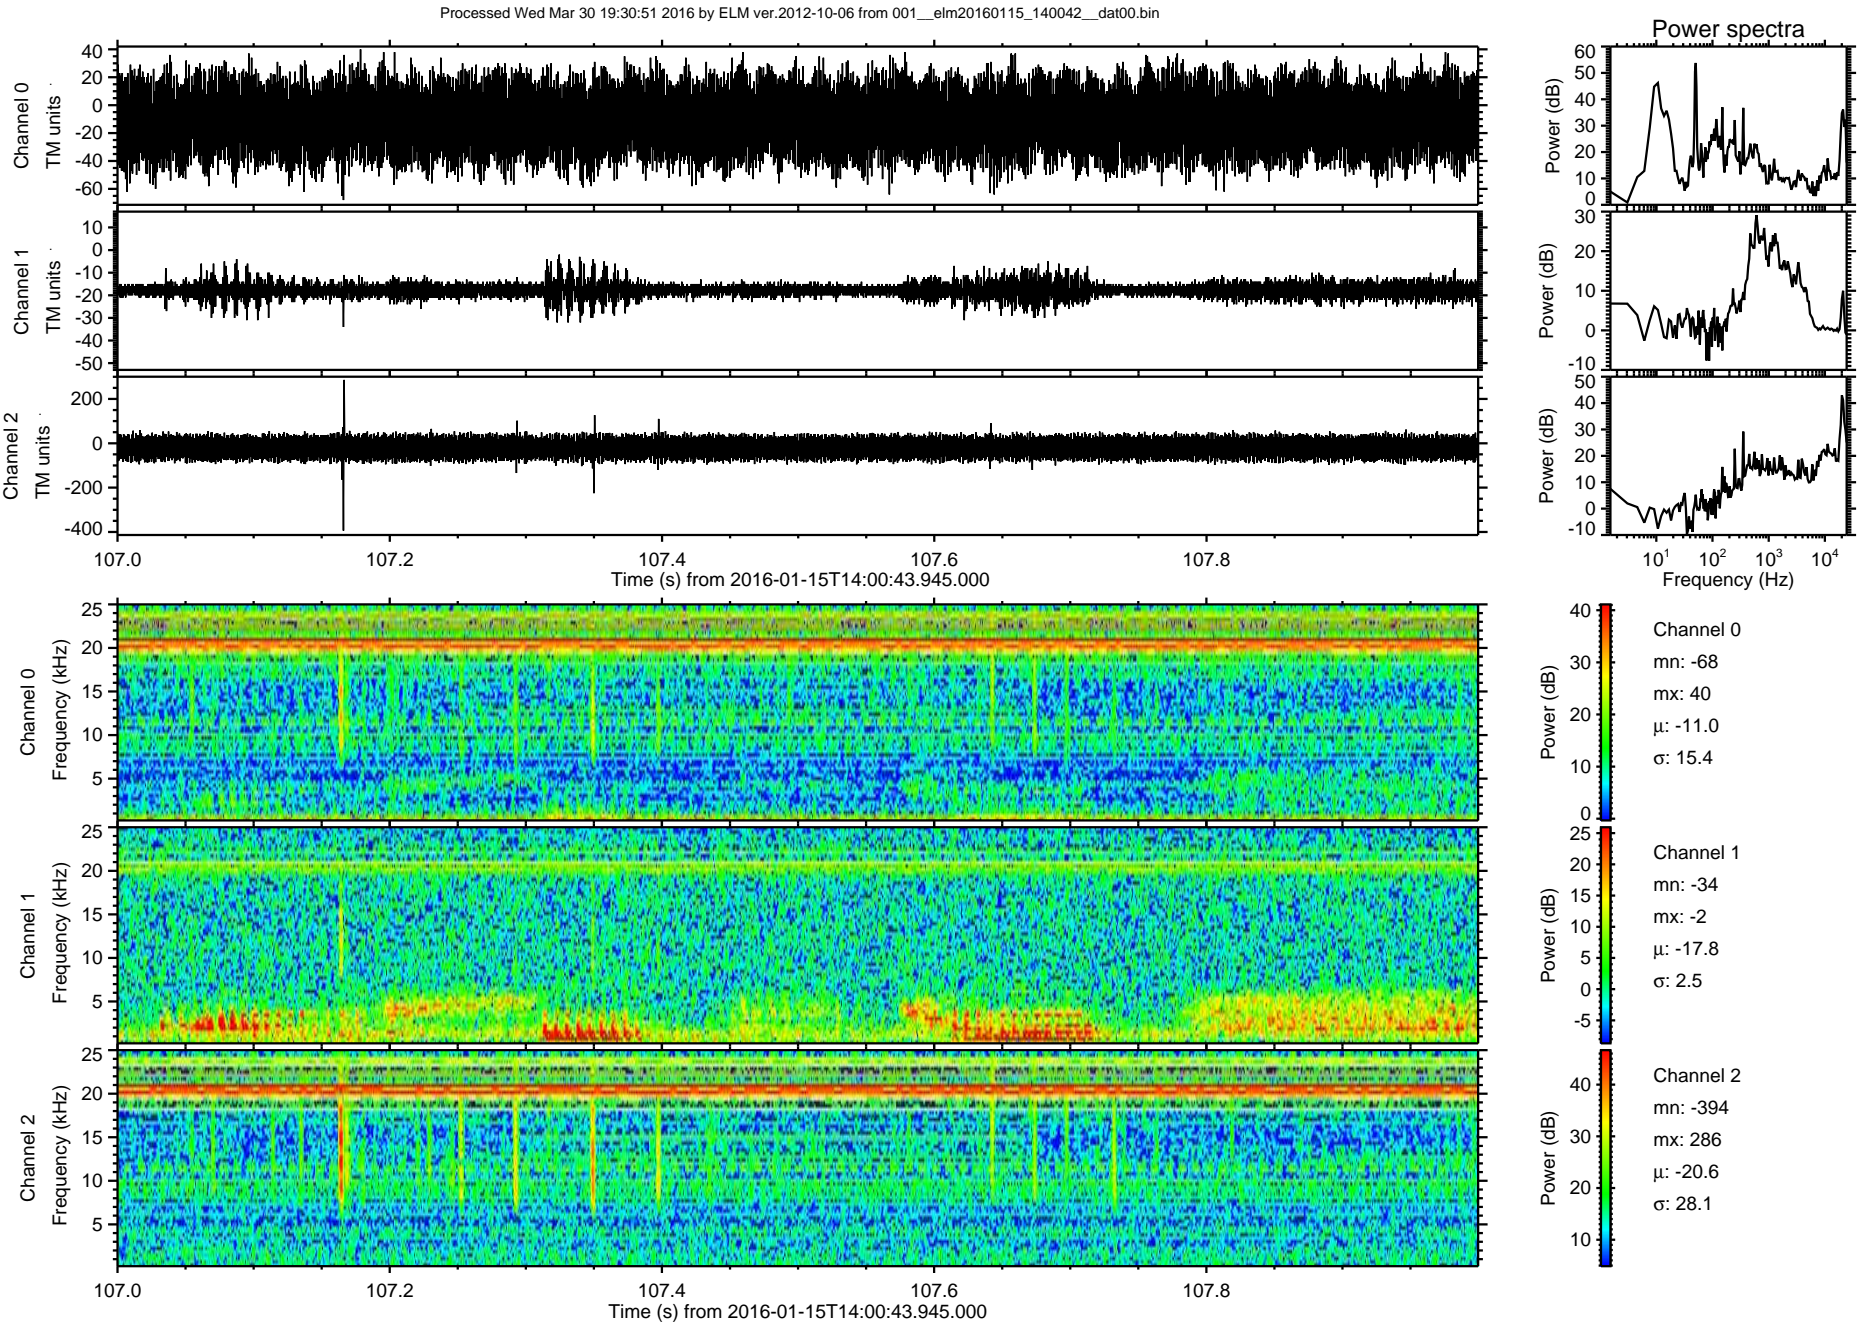 Processed Wed Mar 30 19:30:51 2016 by ELM ver.2012-10-06 from 001__elm20160115_140042__dat00.bin
Power spectra
Channel 0
TM units
40
20
0
-20
-40
-60
Power (dB)
60
50
40
30
20
10
0
Channel 1
TM units
10
0
-10
-20
-30
-40
-50
Power (dB)
30
20
10
0
-10
Channel 2
TM units
200
0
-200
-400
Power (dB)
50
40
30
20
10
0
-10
107.0 107.2 107.4 107.6 107.8
Time (s) from 2016-01-15T14:00:43.945.000
10¹ 10² 10³ 10⁴
Frequency (Hz)
Channel 0
Frequency (kHz)
25
20
15
10
5
Power (dB)
40
30
20
10
0
Channel 0
mn: -68
mx: 40
μ: -11.0
σ: 15.4
Channel 1
Frequency (kHz)
25
20
15
10
5
Power (dB)
25
20
15
10
5
0
-5
Channel 1
mn: -34
mx: -2
μ: -17.8
σ: 2.5
Channel 2
Frequency (kHz)
25
20
15
10
5
Power (dB)
40
30
20
10
Channel 2
mn: -394
mx: 286
μ: -20.6
σ: 28.1
107.0 107.2 107.4 107.6 107.8
Time (s) from 2016-01-15T14:00:43.945.000